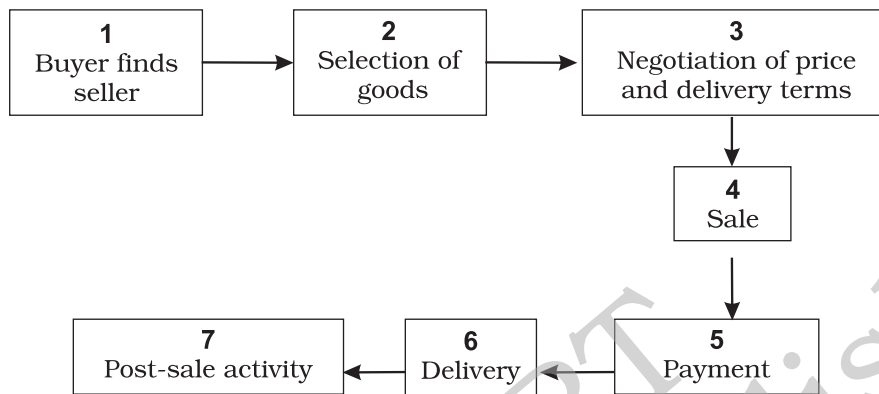 1
Buyer finds
seller
2
Selection of
goods
3
Negotiation of price
and delivery terms
4
Sale
5
Payment
6
Delivery
7
Post-sale activity